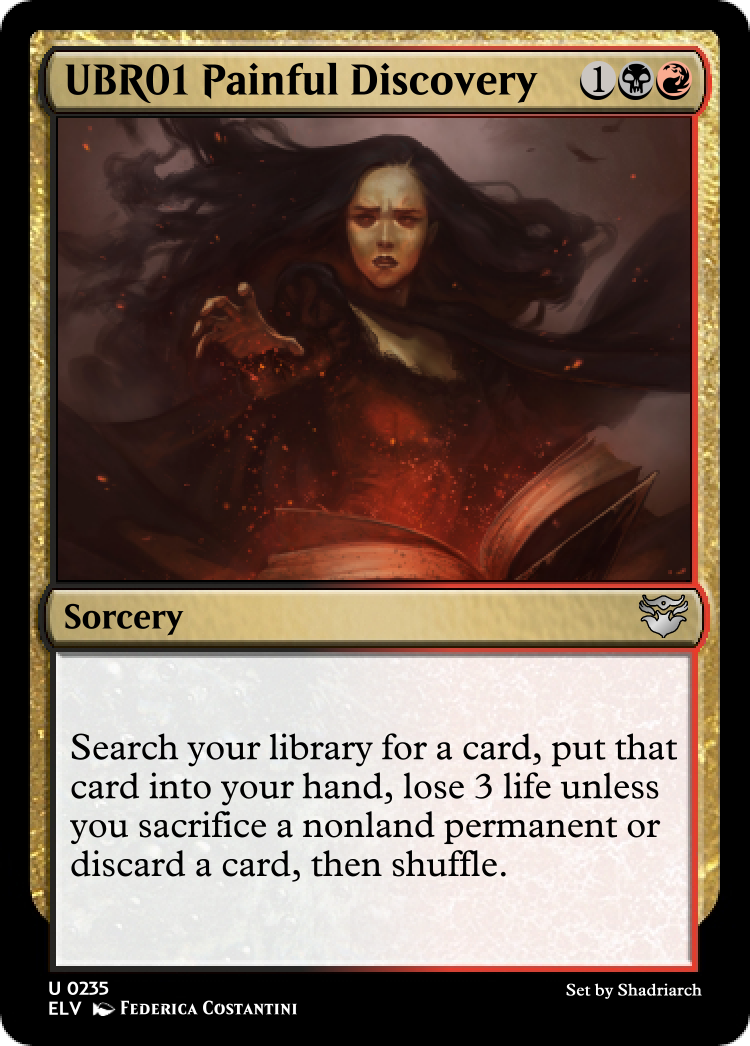 UBR01 Painful Discovery 1
Sorcery
Search your library for a card, put that
card into your hand, lose 3 life unless
you sacrifice a nonland permanent or
discard a card, then shuffle.
U 0235
ELV Federica Costantini
Set by Shadriarch